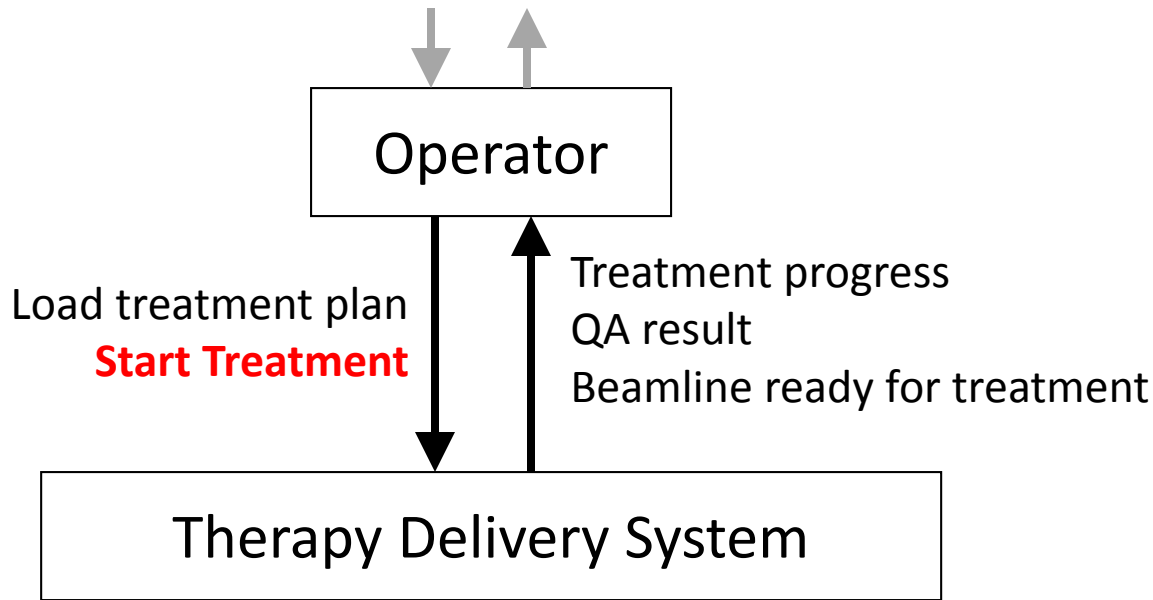 Operator
Load treatment plan
Start Treatment
Treatment progress
QA result
Beamline ready for treatment
Therapy Delivery System